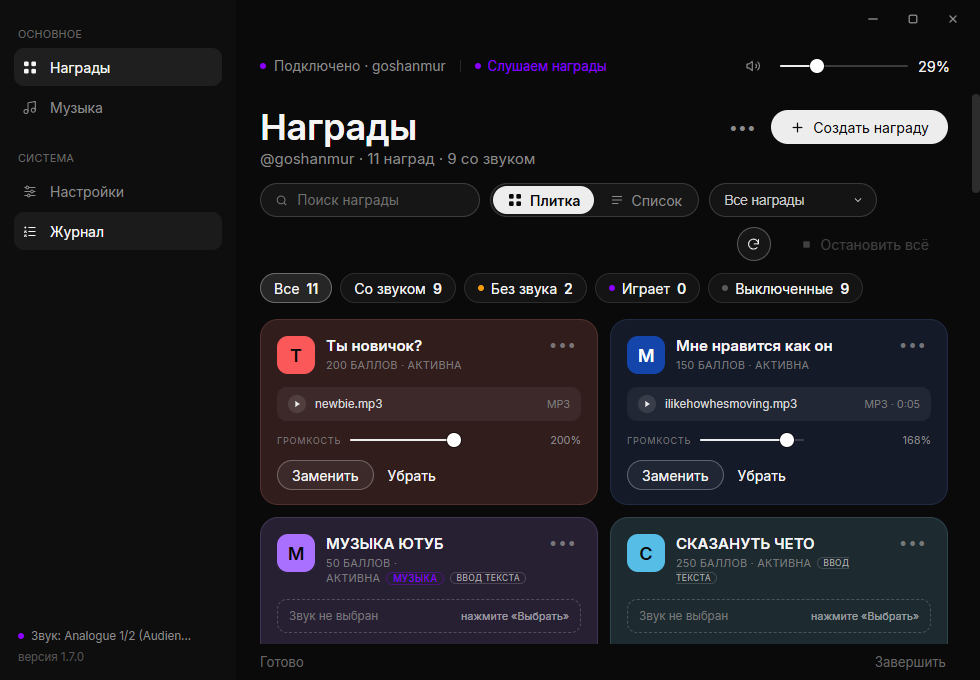 ОСНОВНОЕ
Награды
Музыка
СИСТЕМА
Настройки
Журнал
Звук: Analogue 1/2 (Audien...
версия 1.7.0
Подключено · goshanmur
Слушаем награды
29%
Награды
Создать награду
@goshanmur · 11 наград · 9 со звуком
Поиск награды
Плитка
Список
Все награды
Остановить всё
Все 11
Со звуком 9
Без звука 2
Играет 0
Выключенные 9
Т
Ты новичок?
200 БАЛЛОВ · АКТИВНА
newbie.mp3
MP3
ГРОМКОСТЬ
200%
Заменить
Убрать
М
Мне нравится как он
150 БАЛЛОВ · АКТИВНА
ilikehowhesmoving.mp3
MP3 · 0:05
ГРОМКОСТЬ
168%
Заменить
Убрать
М
МУЗЫКА ЮТУБ
50 БАЛЛОВ ·
АКТИВНА МУЗЫКА ВВОД ТЕКСТА
Звук не выбран
нажмите «Выбрать»
С
СКАЗАНУТЬ ЧЕТО
250 БАЛЛОВ · АКТИВНА ВВОД
ТЕКСТА
Звук не выбран
нажмите «Выбрать»
Готово
Завершить